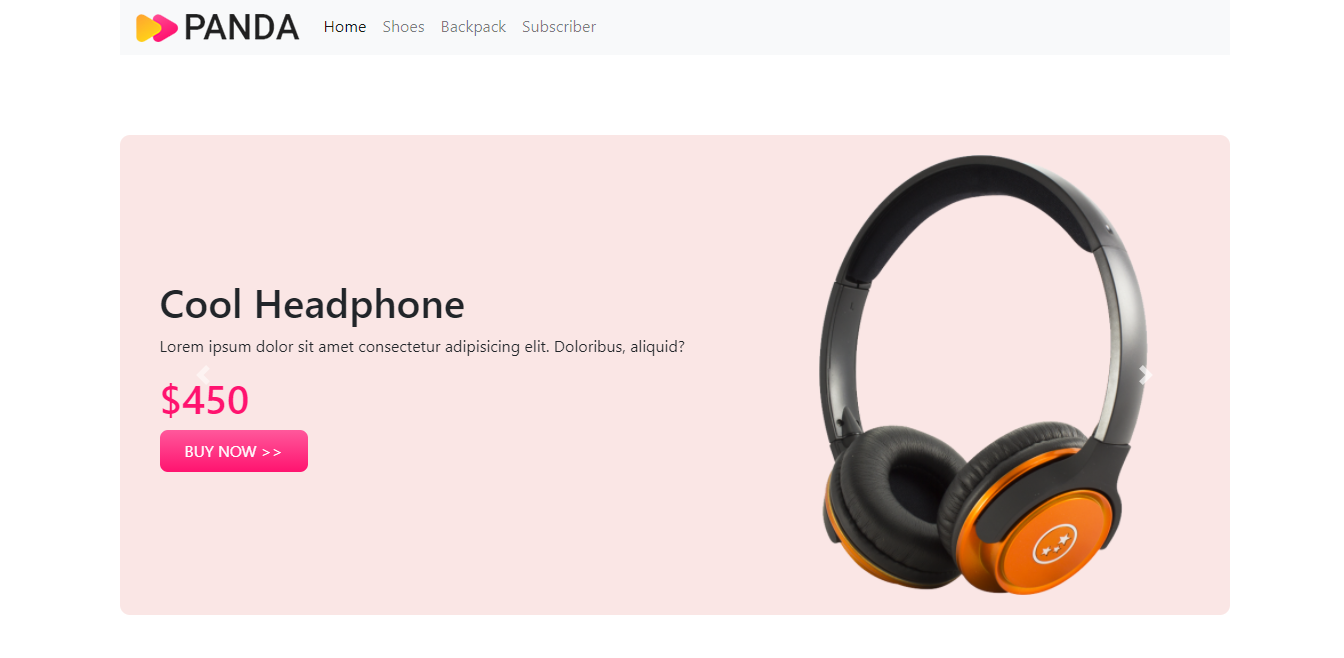 PANDA Home Shoes Backpack Subscriber
Cool Headphone
Lorem ipsum dolor sit amet consectetur adipisicing elit. Doloribus, aliquid?
$450
BUY NOW >>
L